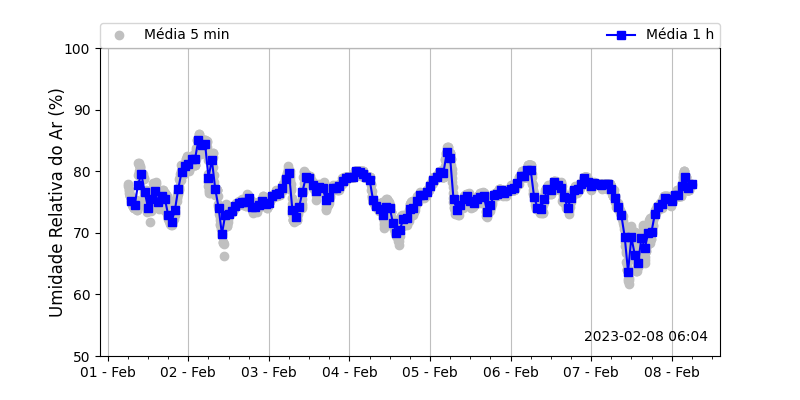 Média 5 min
Média 1 h
Umidade Relativa do Ar (%)
100
90
80
70
60
50
2023-02-08 06:04
01 - Feb
02 - Feb
03 - Feb
04 - Feb
05 - Feb
06 - Feb
07 - Feb
08 - Feb